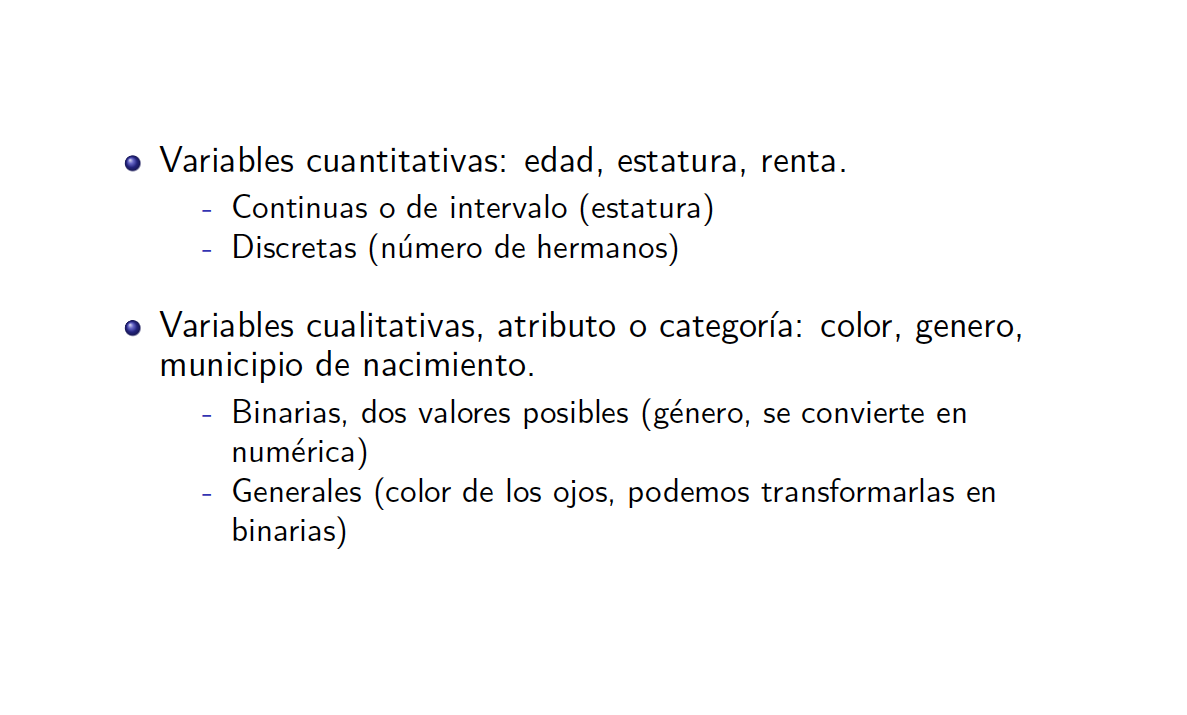 Variables cuantitativas: edad, estatura, renta.
- Continuas o de intervalo (estatura)
- Discretas (número de hermanos)
Variables cualitativas, atributo o categoría: color, genero,
municipio de nacimiento.
- Binarias, dos valores posibles (género, se convierte en
numérica)
- Generales (color de los ojos, podemos transformarlas en
binarias)